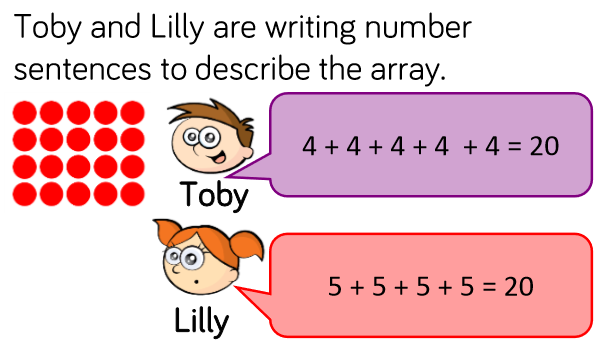 Toby and Lilly are writing number
sentences to describe the array.
4 + 4 + 4 + 4 + 4 = 20
Toby
5 + 5 + 5 + 5 = 20
Lilly